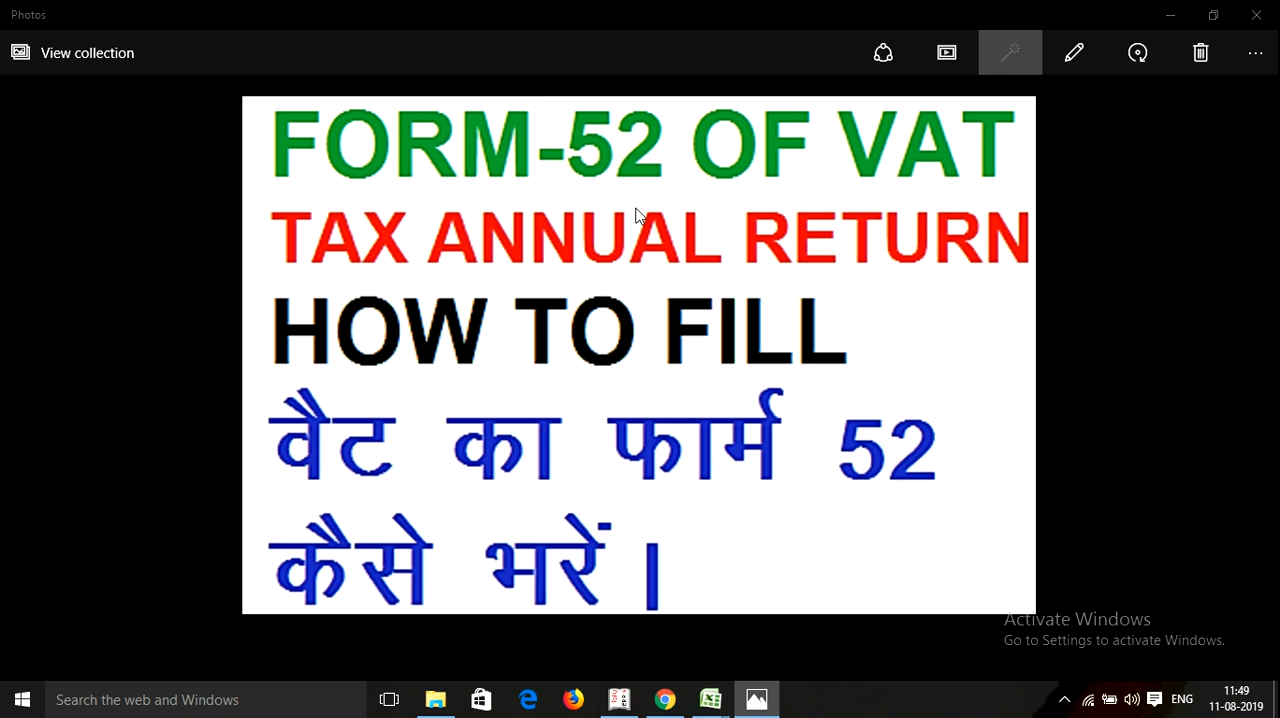 Photos
View collection
FORM-52 OF VAT
TAX ANNUAL RETURN
HOW TO FILL
वैट का फार्म 52
कैसे भरें।
Activate Windows
Go to Settings to activate Windows.
Search the web and Windows
ENG
11:49
11-08-2019